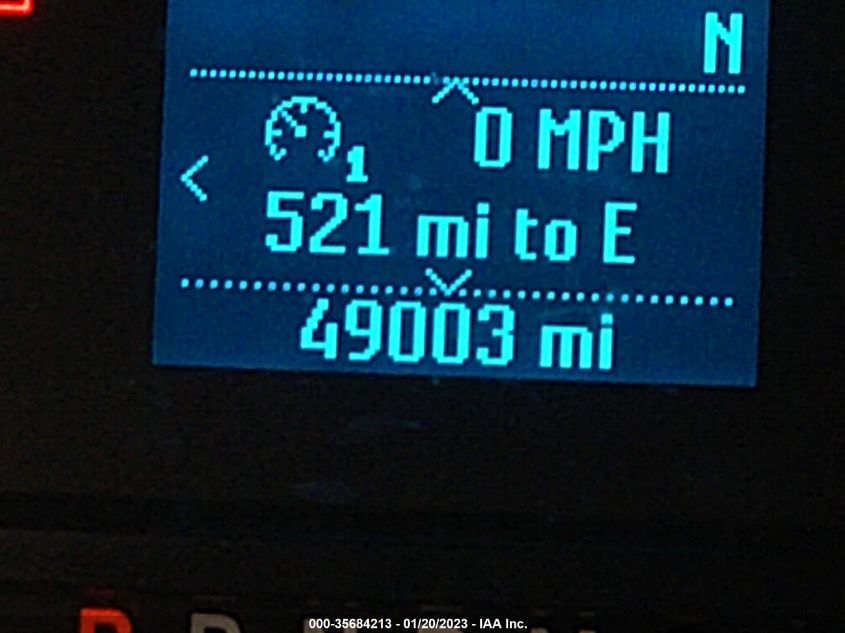 N
0 MPH
1
521 mi to E
49003 mi
P
000-35684213 - 01/20/2023 - IAA Inc.